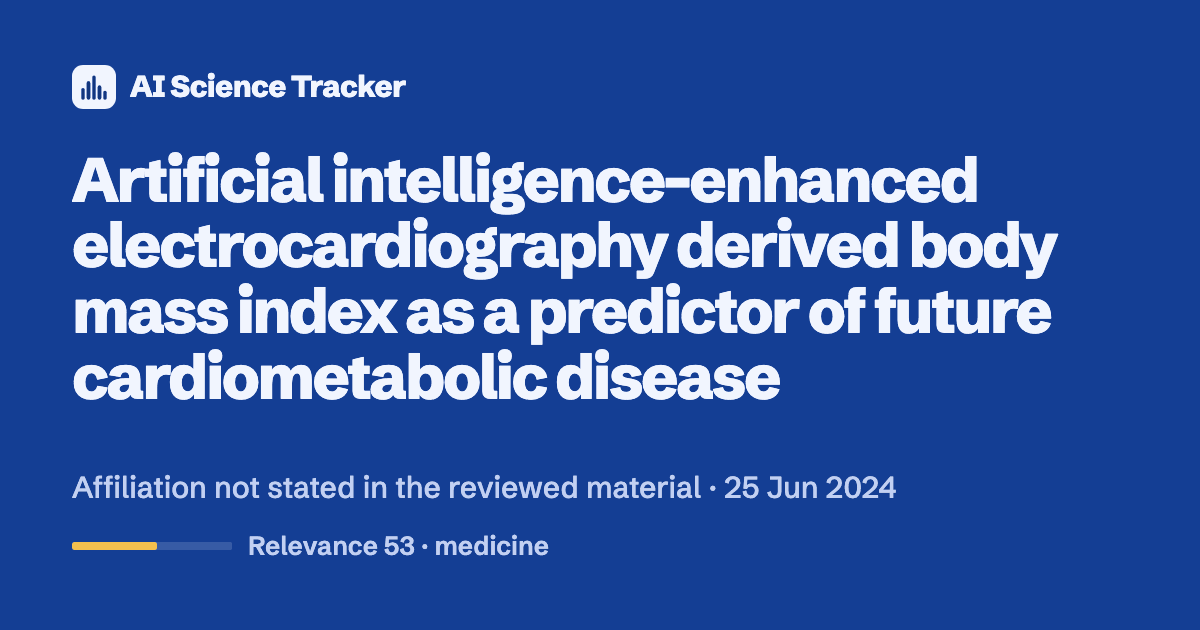 AI Science Tracker
Artificial intelligence-enhanced
electrocardiography derived body
mass index as a predictor of future
cardiometabolic disease
Affiliation not stated in the reviewed material · 25 Jun 2024
Relevance 53 · medicine